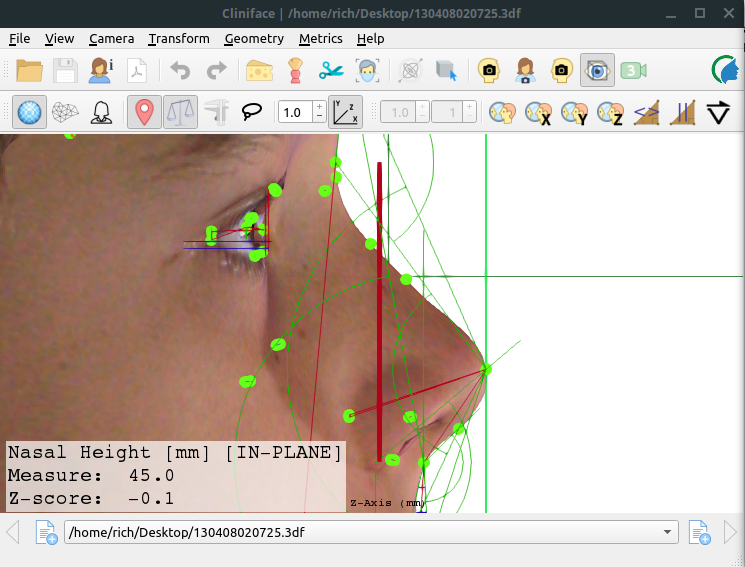 Cliniface | /home/rich/Desktop/130408020725.3df
File View Camera Transform Geometry Metrics Help
3
1.0 Y Z X 1.0 1 X Y Z
Nasal Height [mm] [IN-PLANE]
Measure: 45.0
Z-score: -0.1
Z-Axis (mm)
/home/rich/Desktop/130408020725.3df